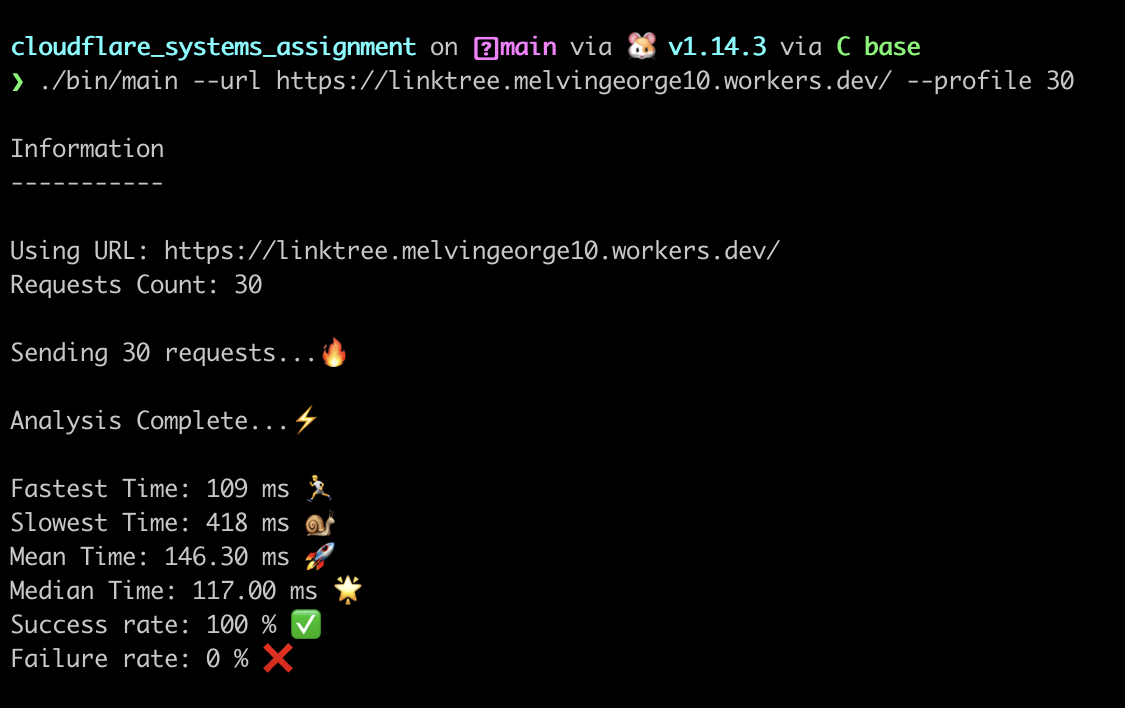 cloudflare_systems_assignment on [?]main via 🐹 v1.14.3 via C base
❯ ./bin/main --url https://linktree.melvingeorge10.workers.dev/ --profile 30
Information
-----------
Using URL: https://linktree.melvingeorge10.workers.dev/
Requests Count: 30
Sending 30 requests...🔥
Analysis Complete...⚡
Fastest Time: 109 ms 🏃
Slowest Time: 418 ms 🐌
Mean Time: 146.30 ms 🚀
Median Time: 117.00 ms 🌟
Success rate: 100 % ✅
Failure rate: 0 % ❌